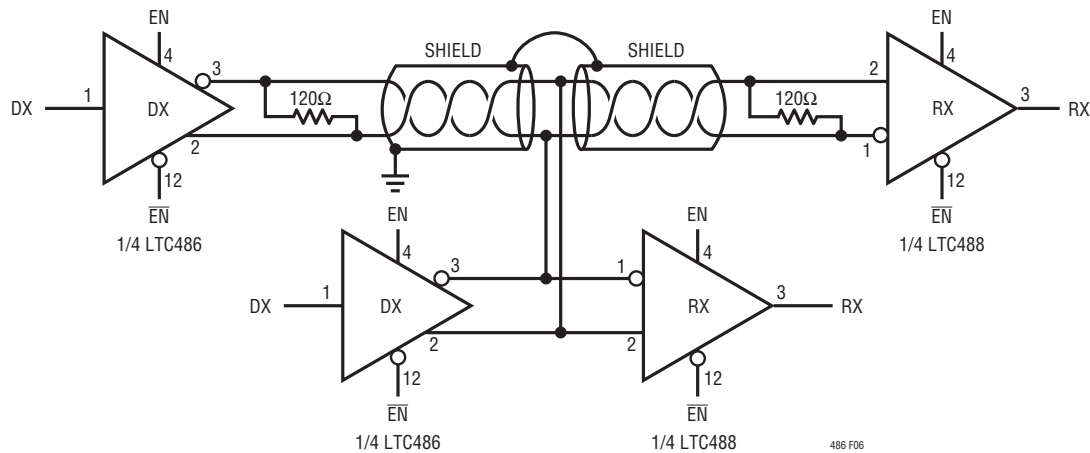 EN
SHIELD
SHIELD
EN
4
3
4
2
DX
1
DX
120Ω
120Ω
RX
3
RX
2
1
12
12
EN
EN
EN
EN
1/4 LTC486
1/4 LTC488
4
3
4
1
DX
1
DX
RX
3
RX
2
2
12
12
EN
EN
1/4 LTC486
1/4 LTC488
486 F06